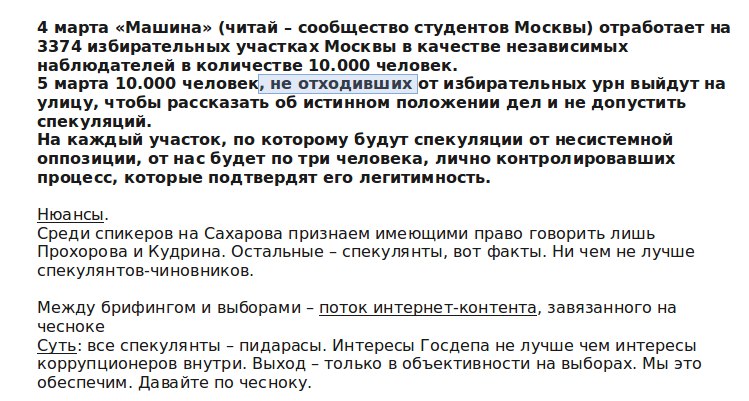 4 марта «Машина» (читай – сообщество студентов Москвы) отработает на
3374 избирательных участках Москвы в качестве независимых
наблюдателей в количестве 10.000 человек.
5 марта 10.000 человек, не отходивших от избирательных урн выйдут на
улицу, чтобы рассказать об истинном положении дел и не допустить
спекуляций.
На каждый участок, по которому будут спекуляции от несистемной
оппозиции, от нас будет по три человека, лично контролировавших
процесс, которые подтвердят его легитимность.
Нюансы.
Среди спикеров на Сахарова признаем имеющими право говорить лишь
Прохорова и Кудрина. Остальные – спекулянты, вот факты. Ни чем не лучше
спекулянтов-чиновников.
Между брифингом и выборами – поток интернет-контента, завязанного на
чесноке
Суть: все спекулянты – пидарасы. Интересы Госдепа не лучше чем интересы
коррупционеров внутри. Выход – только в объективности на выборах. Мы это
обеспечим. Давайте по чесноку.